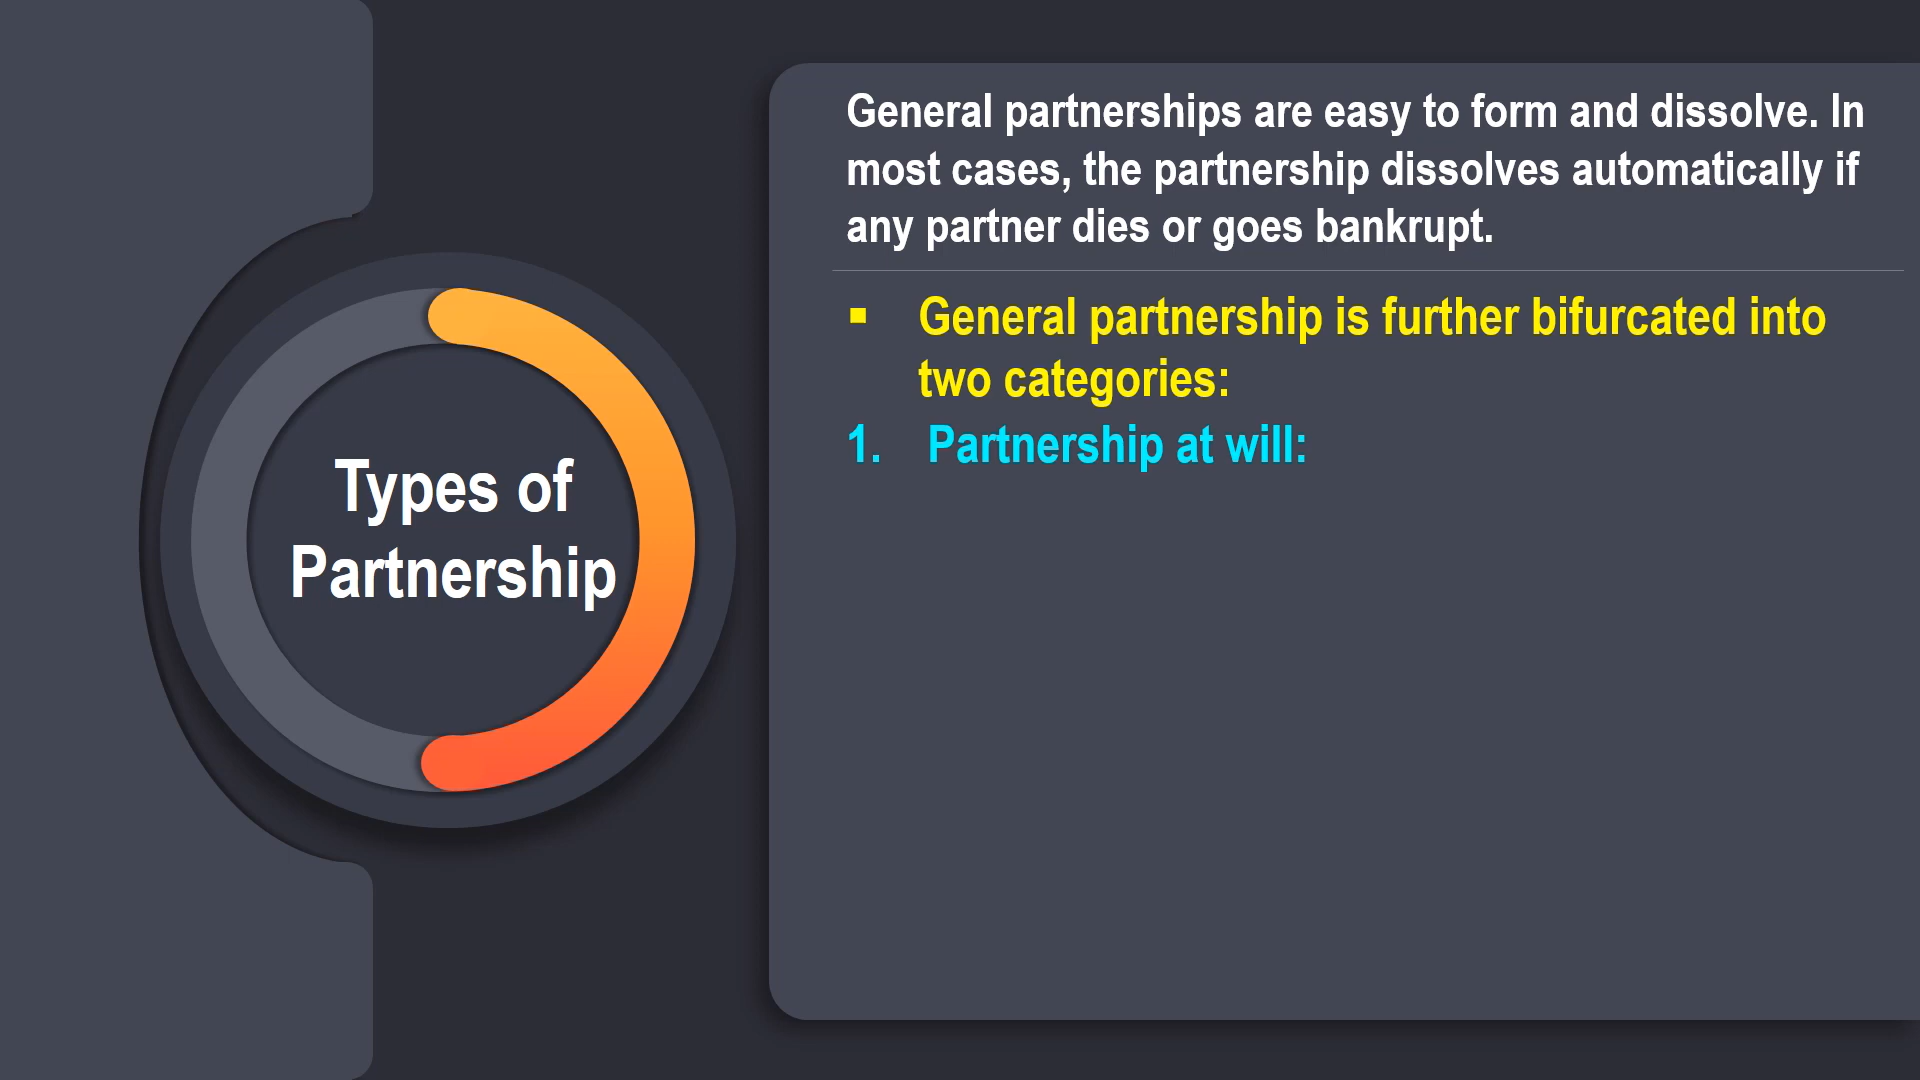 Types of
Partnership
General partnerships are easy to form and dissolve. In
most cases, the partnership dissolves automatically if
any partner dies or goes bankrupt.
▪ General partnership is further bifurcated into
two categories:
1. Partnership at will: